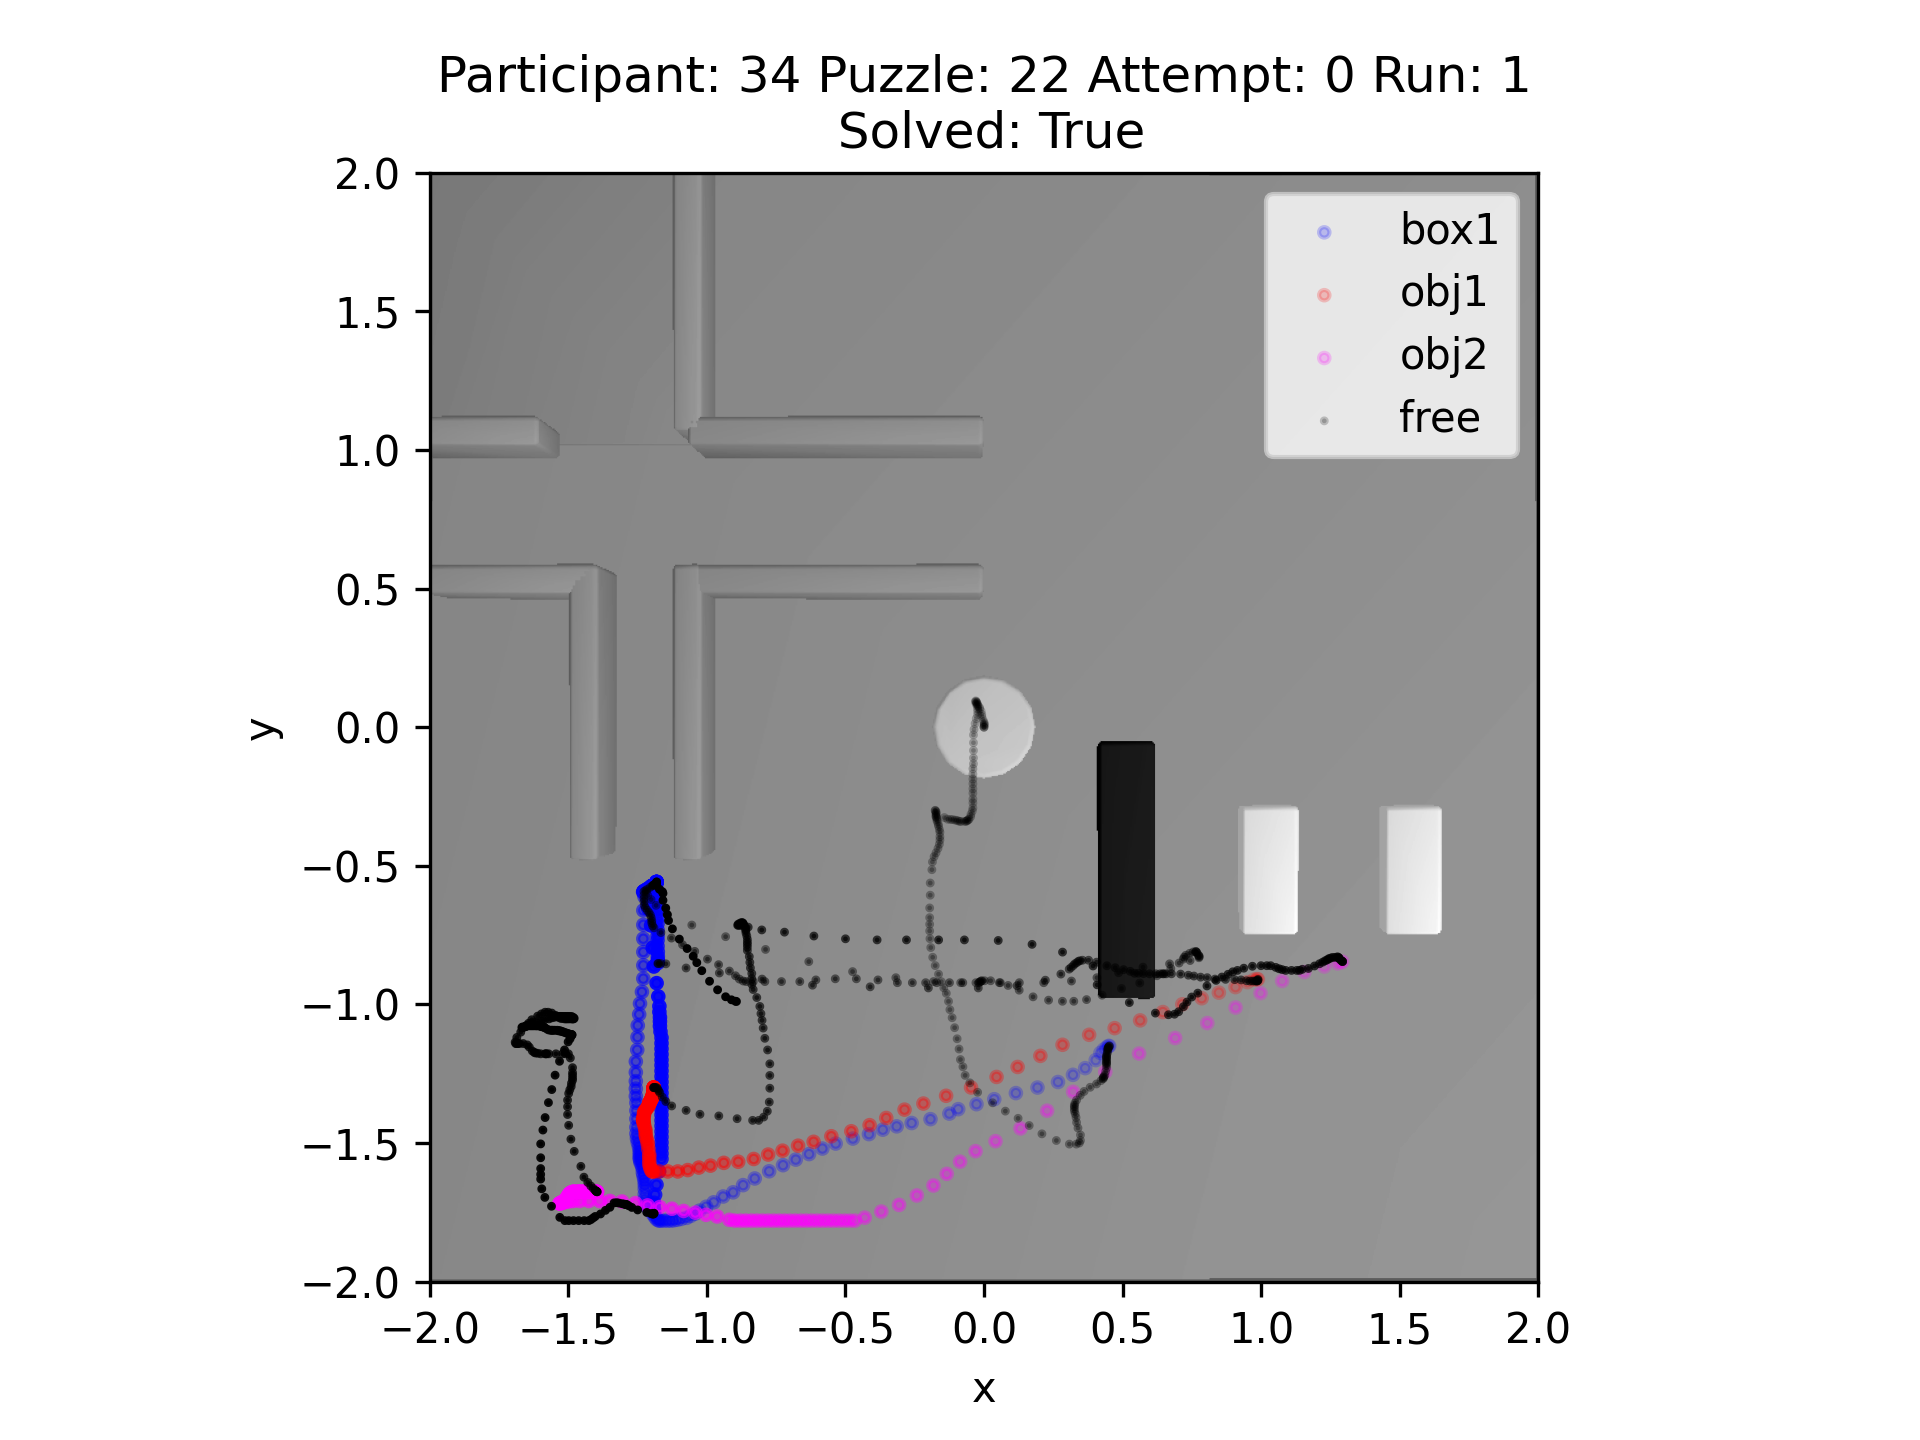 Participant: 34 Puzzle: 22 Attempt: 0 Run: 1
Solved: True
2.0
1.5
1.0
0.5
0.0
−0.5
−1.0
−1.5
−2.0
y
box1
obj1
obj2
free
−2.0 −1.5 −1.0 −0.5 0.0 0.5 1.0 1.5 2.0
x